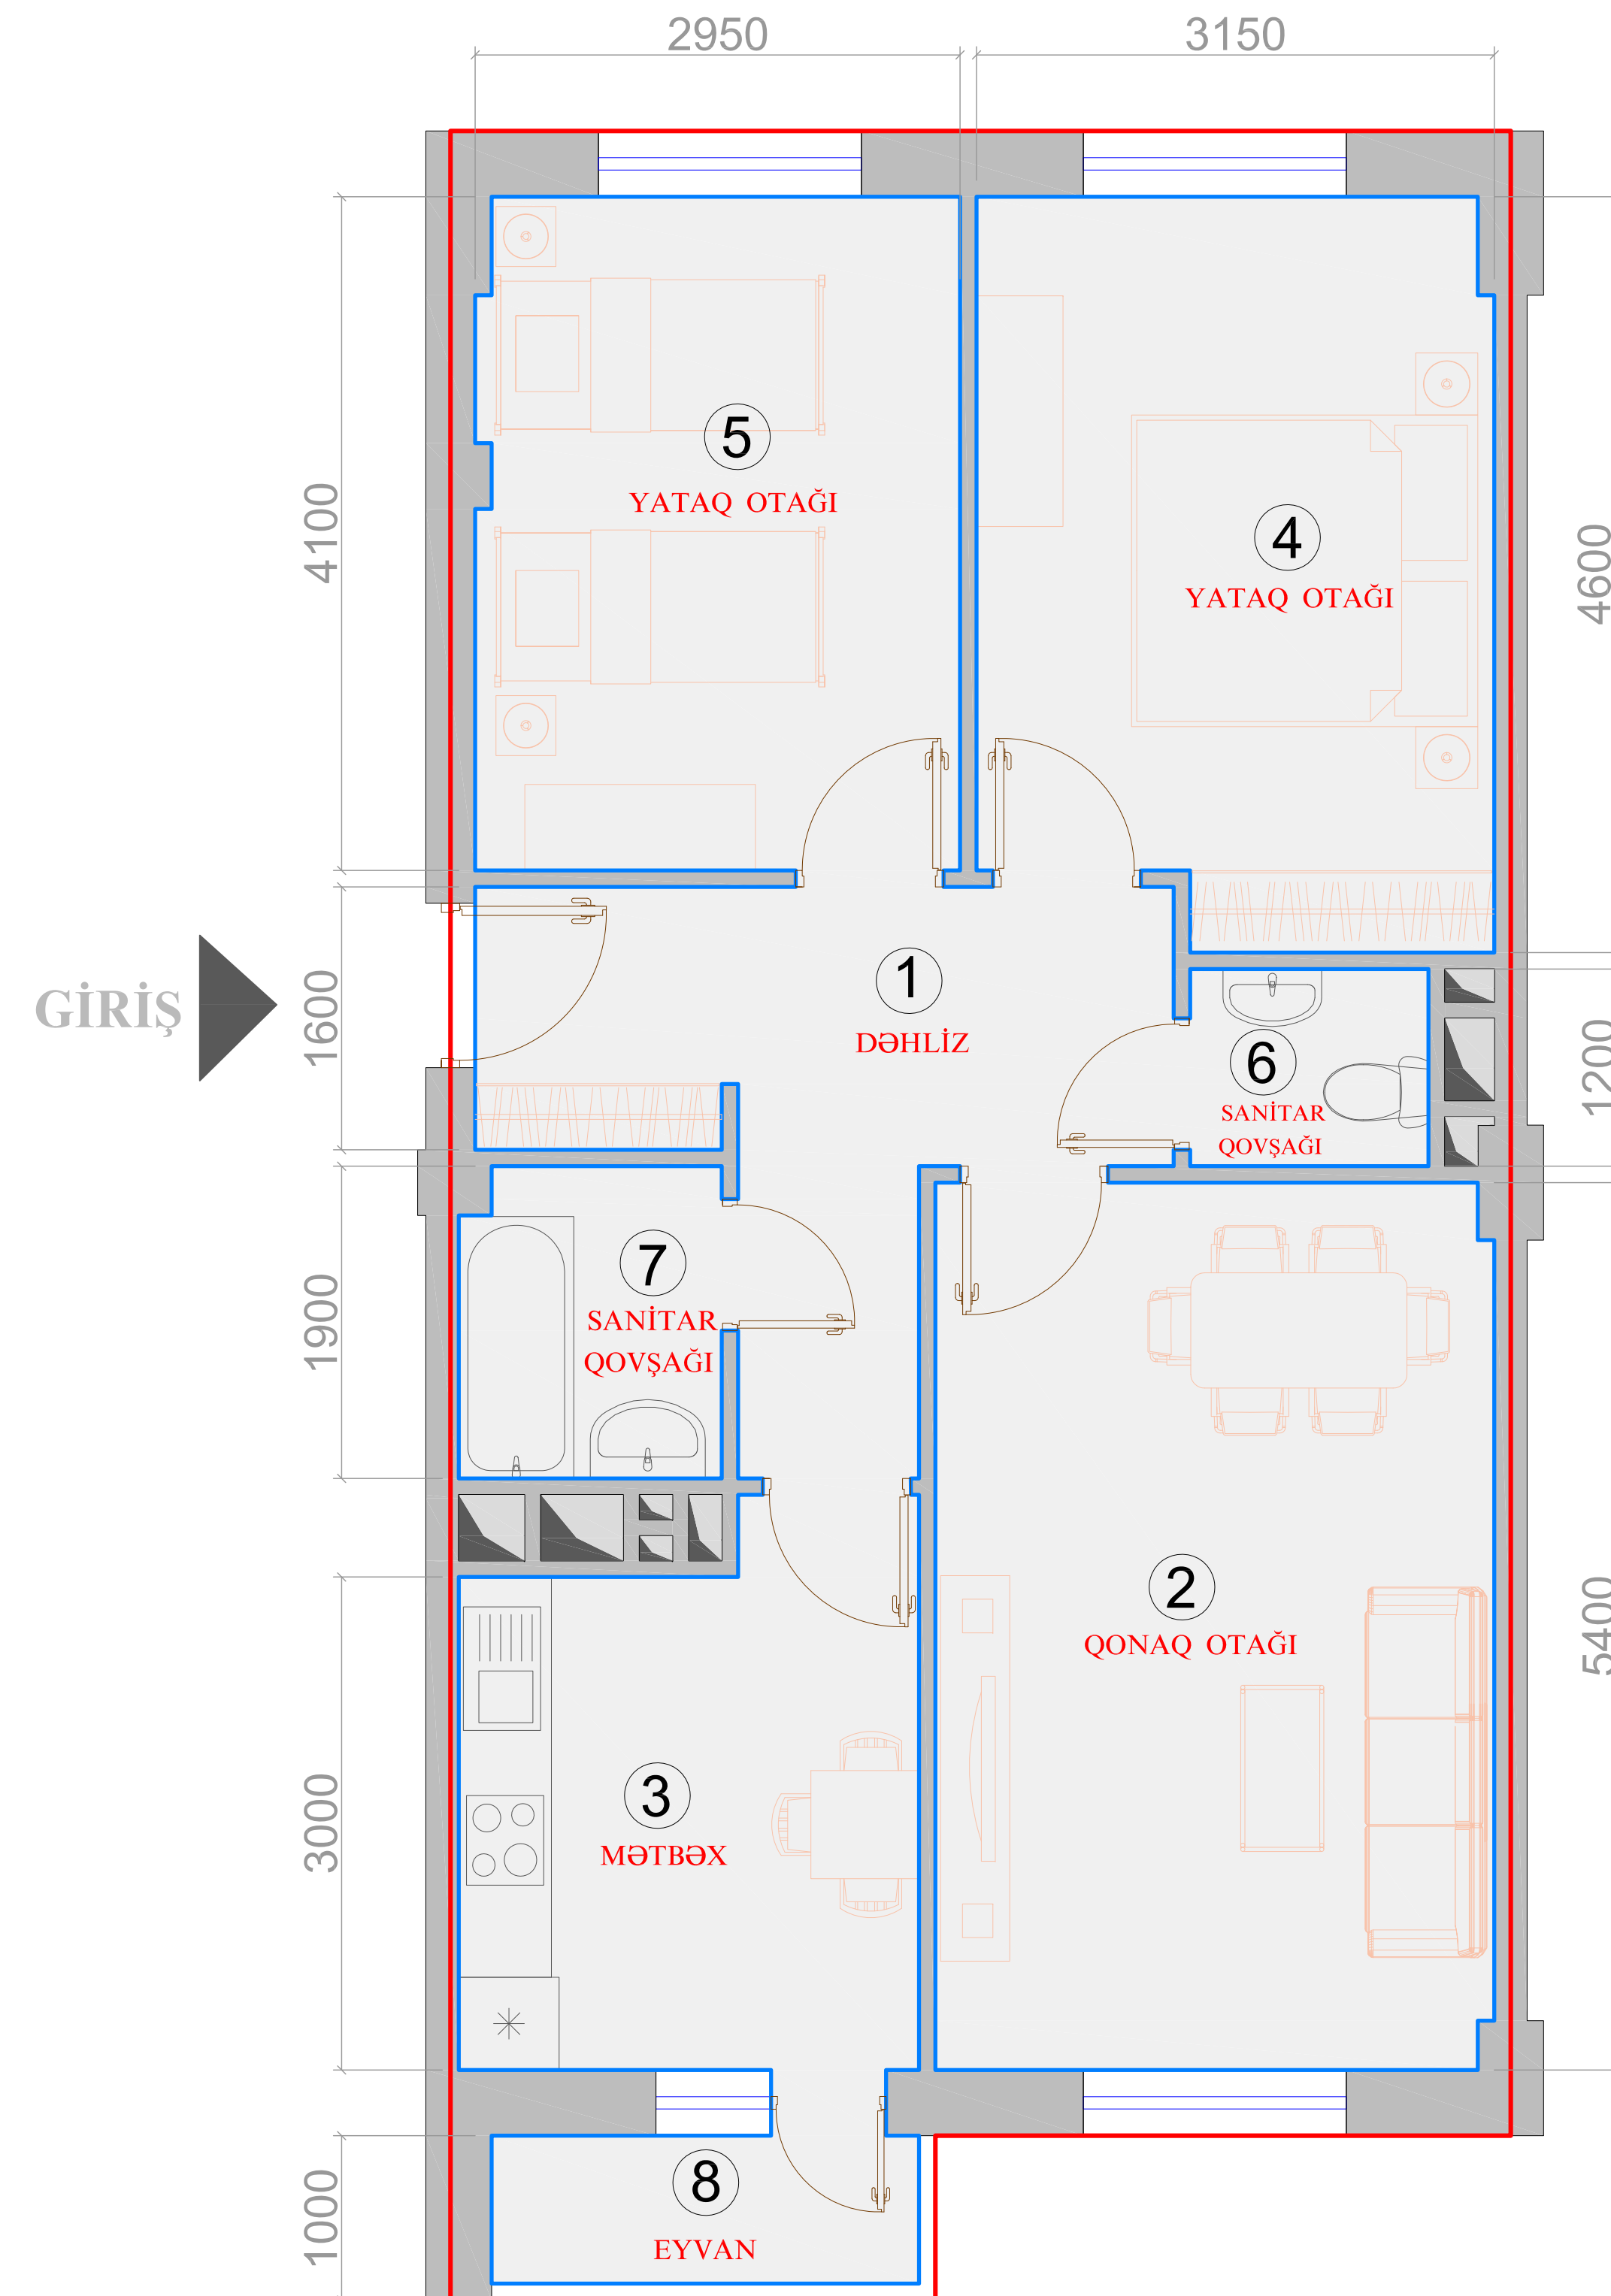 2950
3150
4100
5
YATAQ OTAĞI
4
YATAQ OTAĞI
4600
GİRİŞ
1600
1
DƏHLİZ
6
SANİTAR
QOVŞAĞI
1200
1900
7
SANİTAR
QOVŞAĞI
2
QONAQ OTAĞI
5400
3000
3
MƏTBƏX
1000
8
EYVAN